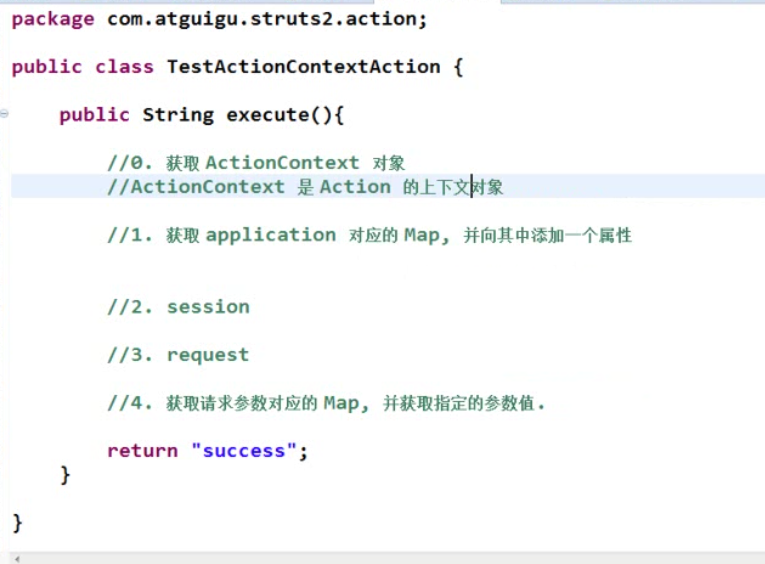 package com.atguigu.struts2.action;
public class TestActionContextAction {
public String execute(){
//0. 获取 ActionContext 对象
//ActionContext 是 Action 的上下文对象
//1. 获取 application 对应的 Map, 并向其中添加一个属性
//2. session
//3. request
//4. 获取请求参数对应的 Map, 并获取指定的参数值.
return "success";
}
}